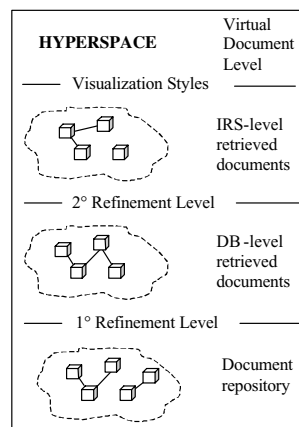 HYPERSPACE
Virtual
Document
Level
Visualization Styles
IRS-level
retrieved
documents
2° Refinement Level
DB-level
retrieved
documents
1° Refinement Level
Document
repository